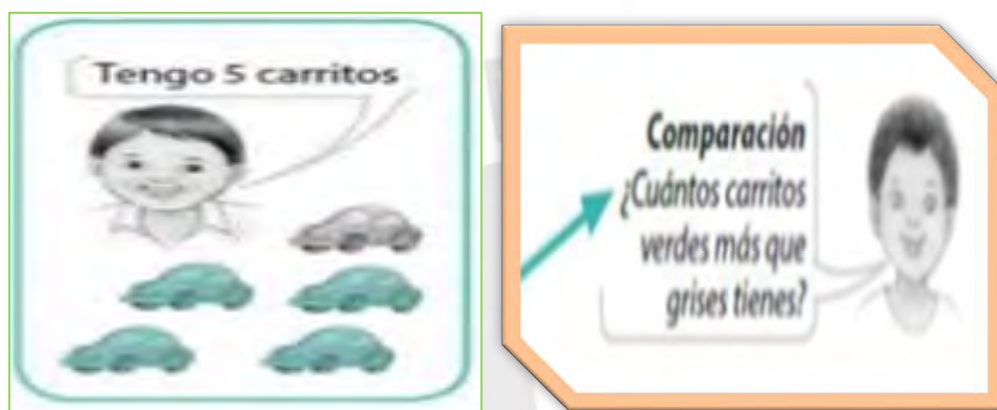 Tengo 5 carritos
Comparación
¿Cuántos carritos
verdes más que
grises tienes?